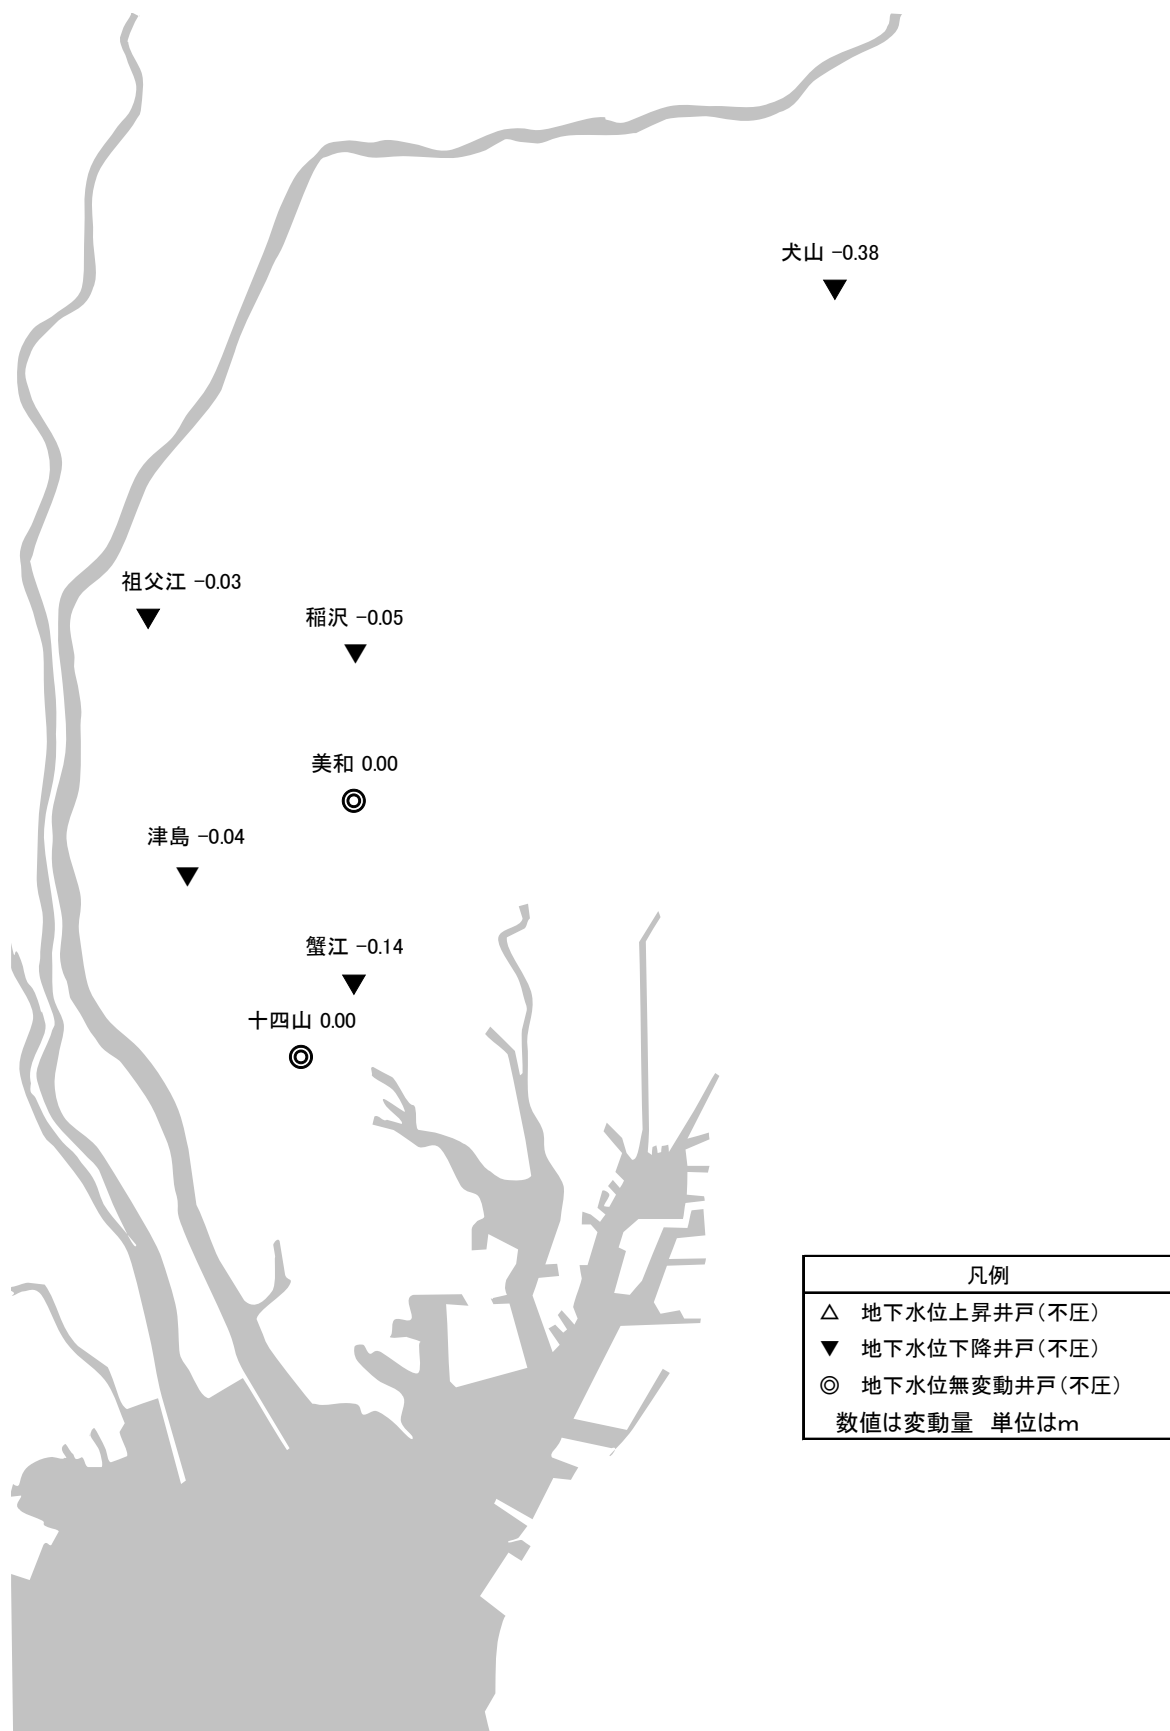 犬山 -0.38
祖父江 -0.03
稲沢 -0.05
美和 0.00
津島 -0.04
蟹江 -0.14
十四山 0.00
凡例
△ 地下水位上昇井戸(不圧)
▼ 地下水位下降井戸(不圧)
◎ 地下水位無変動井戸(不圧)
数値は変動量 単位はm